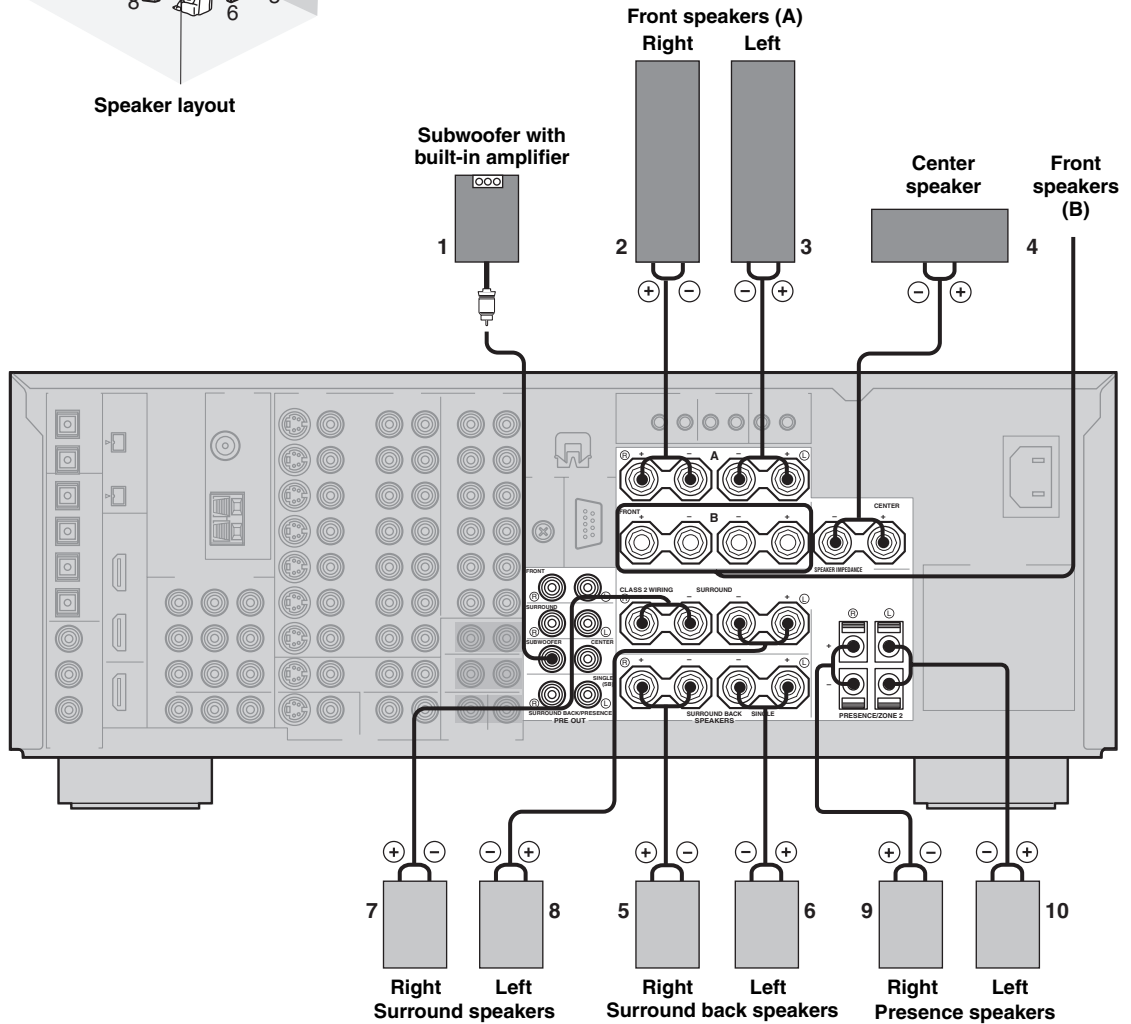 8
6
Speaker layout
Front speakers (A)
Right Left
Subwoofer with
built-in amplifier
Center
speaker
Front
speakers
(B)
1
2
3
4
+ −
− +
− +
R + − A − + L
FRONT
+ − B − +
CENTER
− +
SPEAKER IMPEDANCE
FRONT
R L
CLASS 2 WIRING SURROUND
R + − − + L
SURROUND
R L
SUBWOOFER CENTER
R + − − + L
SINGLE
(SB)
R L
SURROUND BACK/PRESENCE
PRE OUT
SURROUND BACK SINGLE
SPEAKERS
R L
+
−
PRESENCE/ZONE 2
+ −
− +
+ −
− +
+ −
− +
7
8
5
6
9
10
Right Left
Surround speakers
Right Left
Surround back speakers
Right Left
Presence speakers